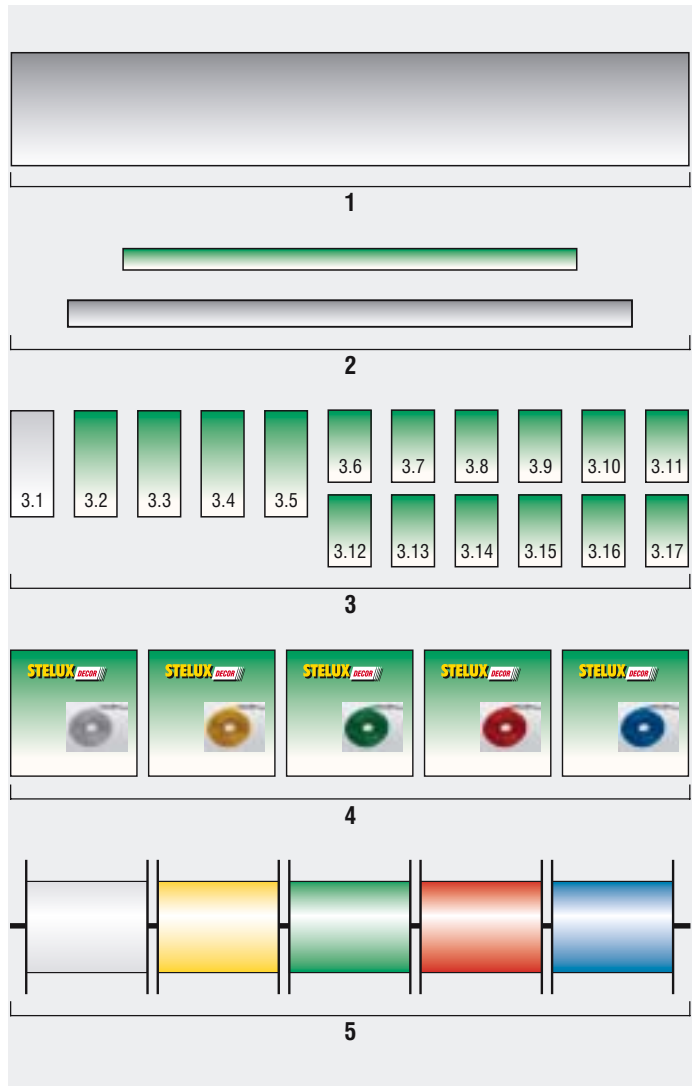 1
2
3.1 3.2 3.3 3.4 3.5 3.6 3.7 3.8 3.9 3.10 3.11
3.12 3.13 3.14 3.15 3.16 3.17
3
STELUX DECOR STELUX DECOR STELUX DECOR STELUX DECOR STELUX DECOR
4
5